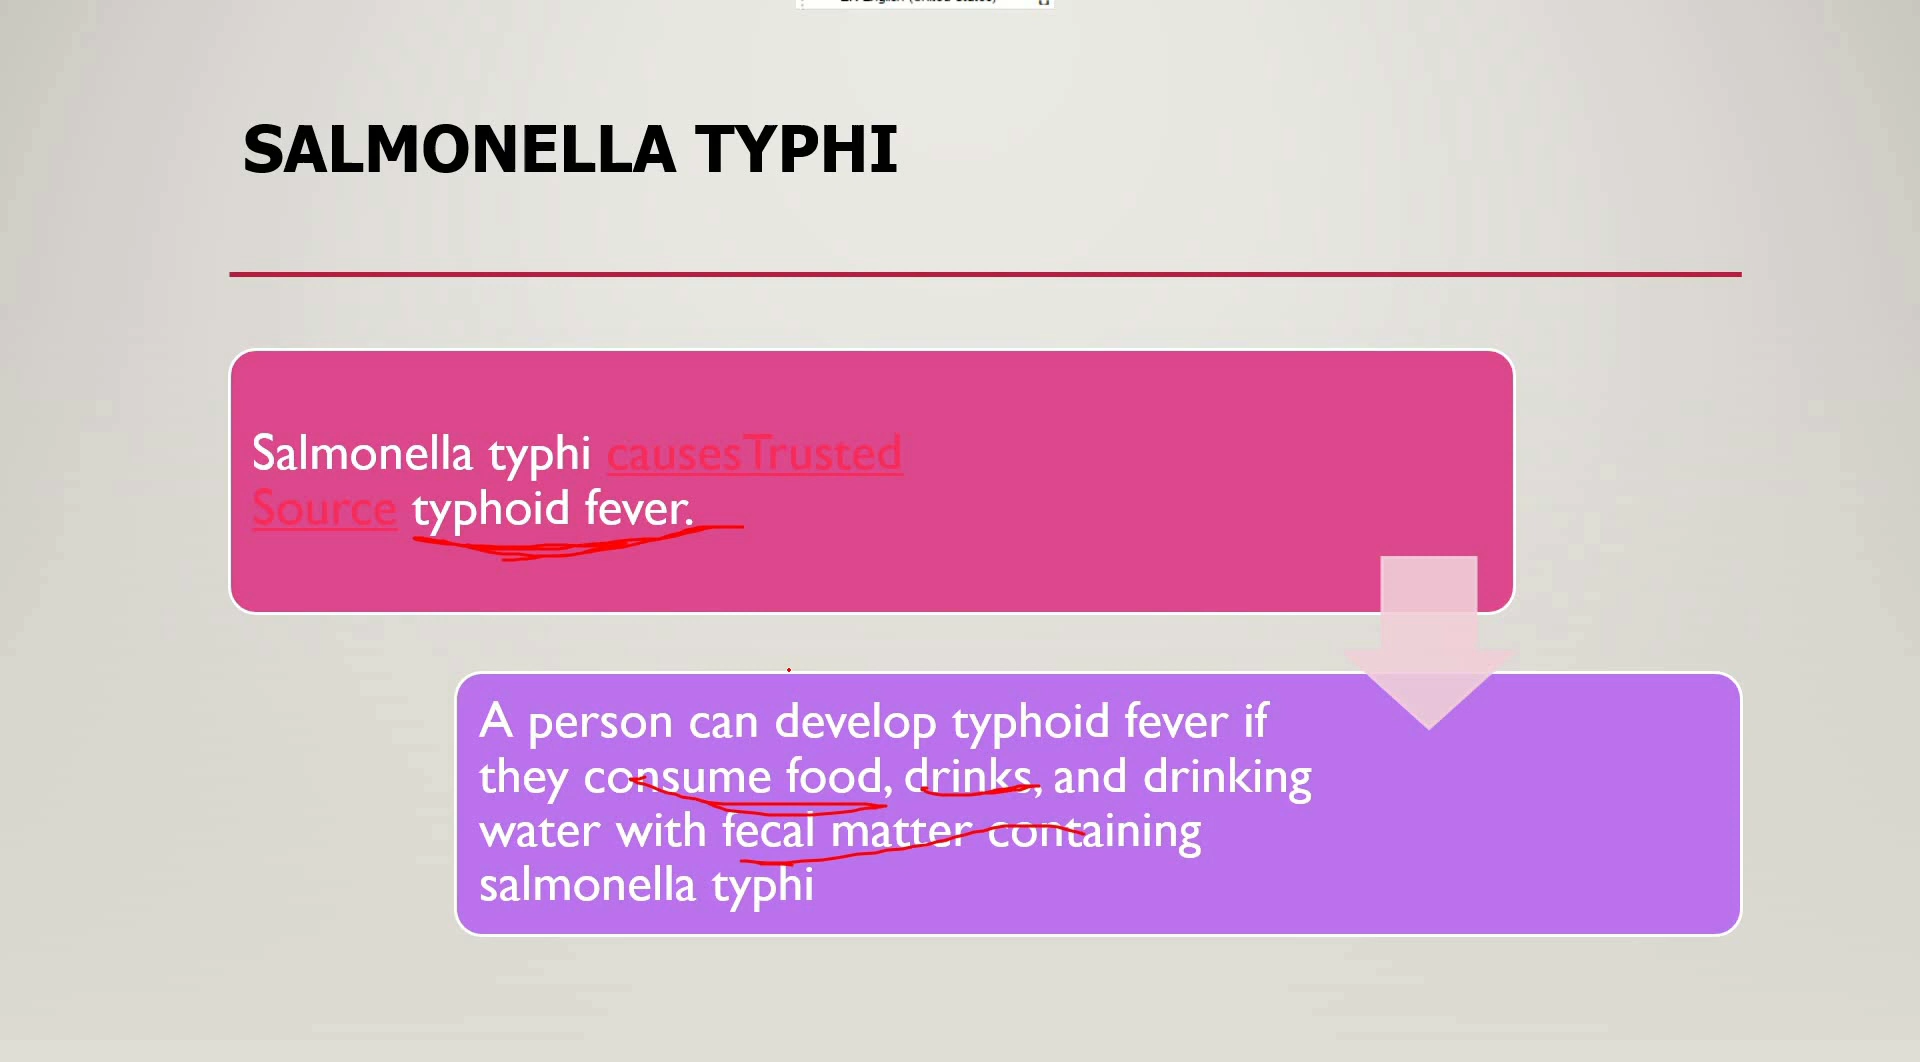 SALMONELLA TYPHI
Salmonella typhi causesTrusted
Source typhoid fever.
A person can develop typhoid fever if
they consume food, drinks, and drinking
water with fecal matter containing
salmonella typhi